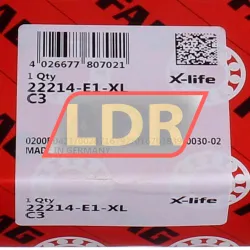 FAG
4 026677 807021
1 Qty
22214-E1-XL
C3
X-life
LDR
MADE IN GERMANY
1 Qty
22214-E1-XL
C3
X-life